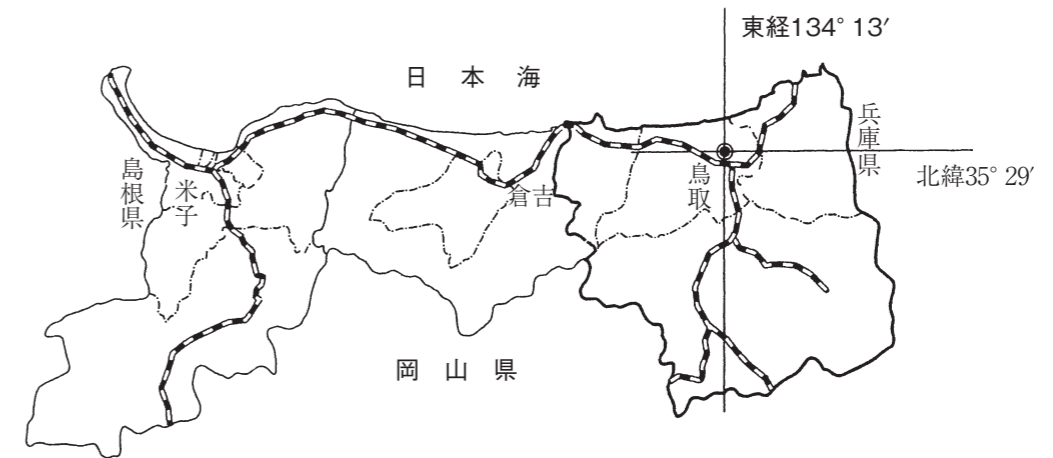 東経134°13′
日本海
兵庫県
北緯35°29′
島根県
米子
倉吉
鳥取
岡山県